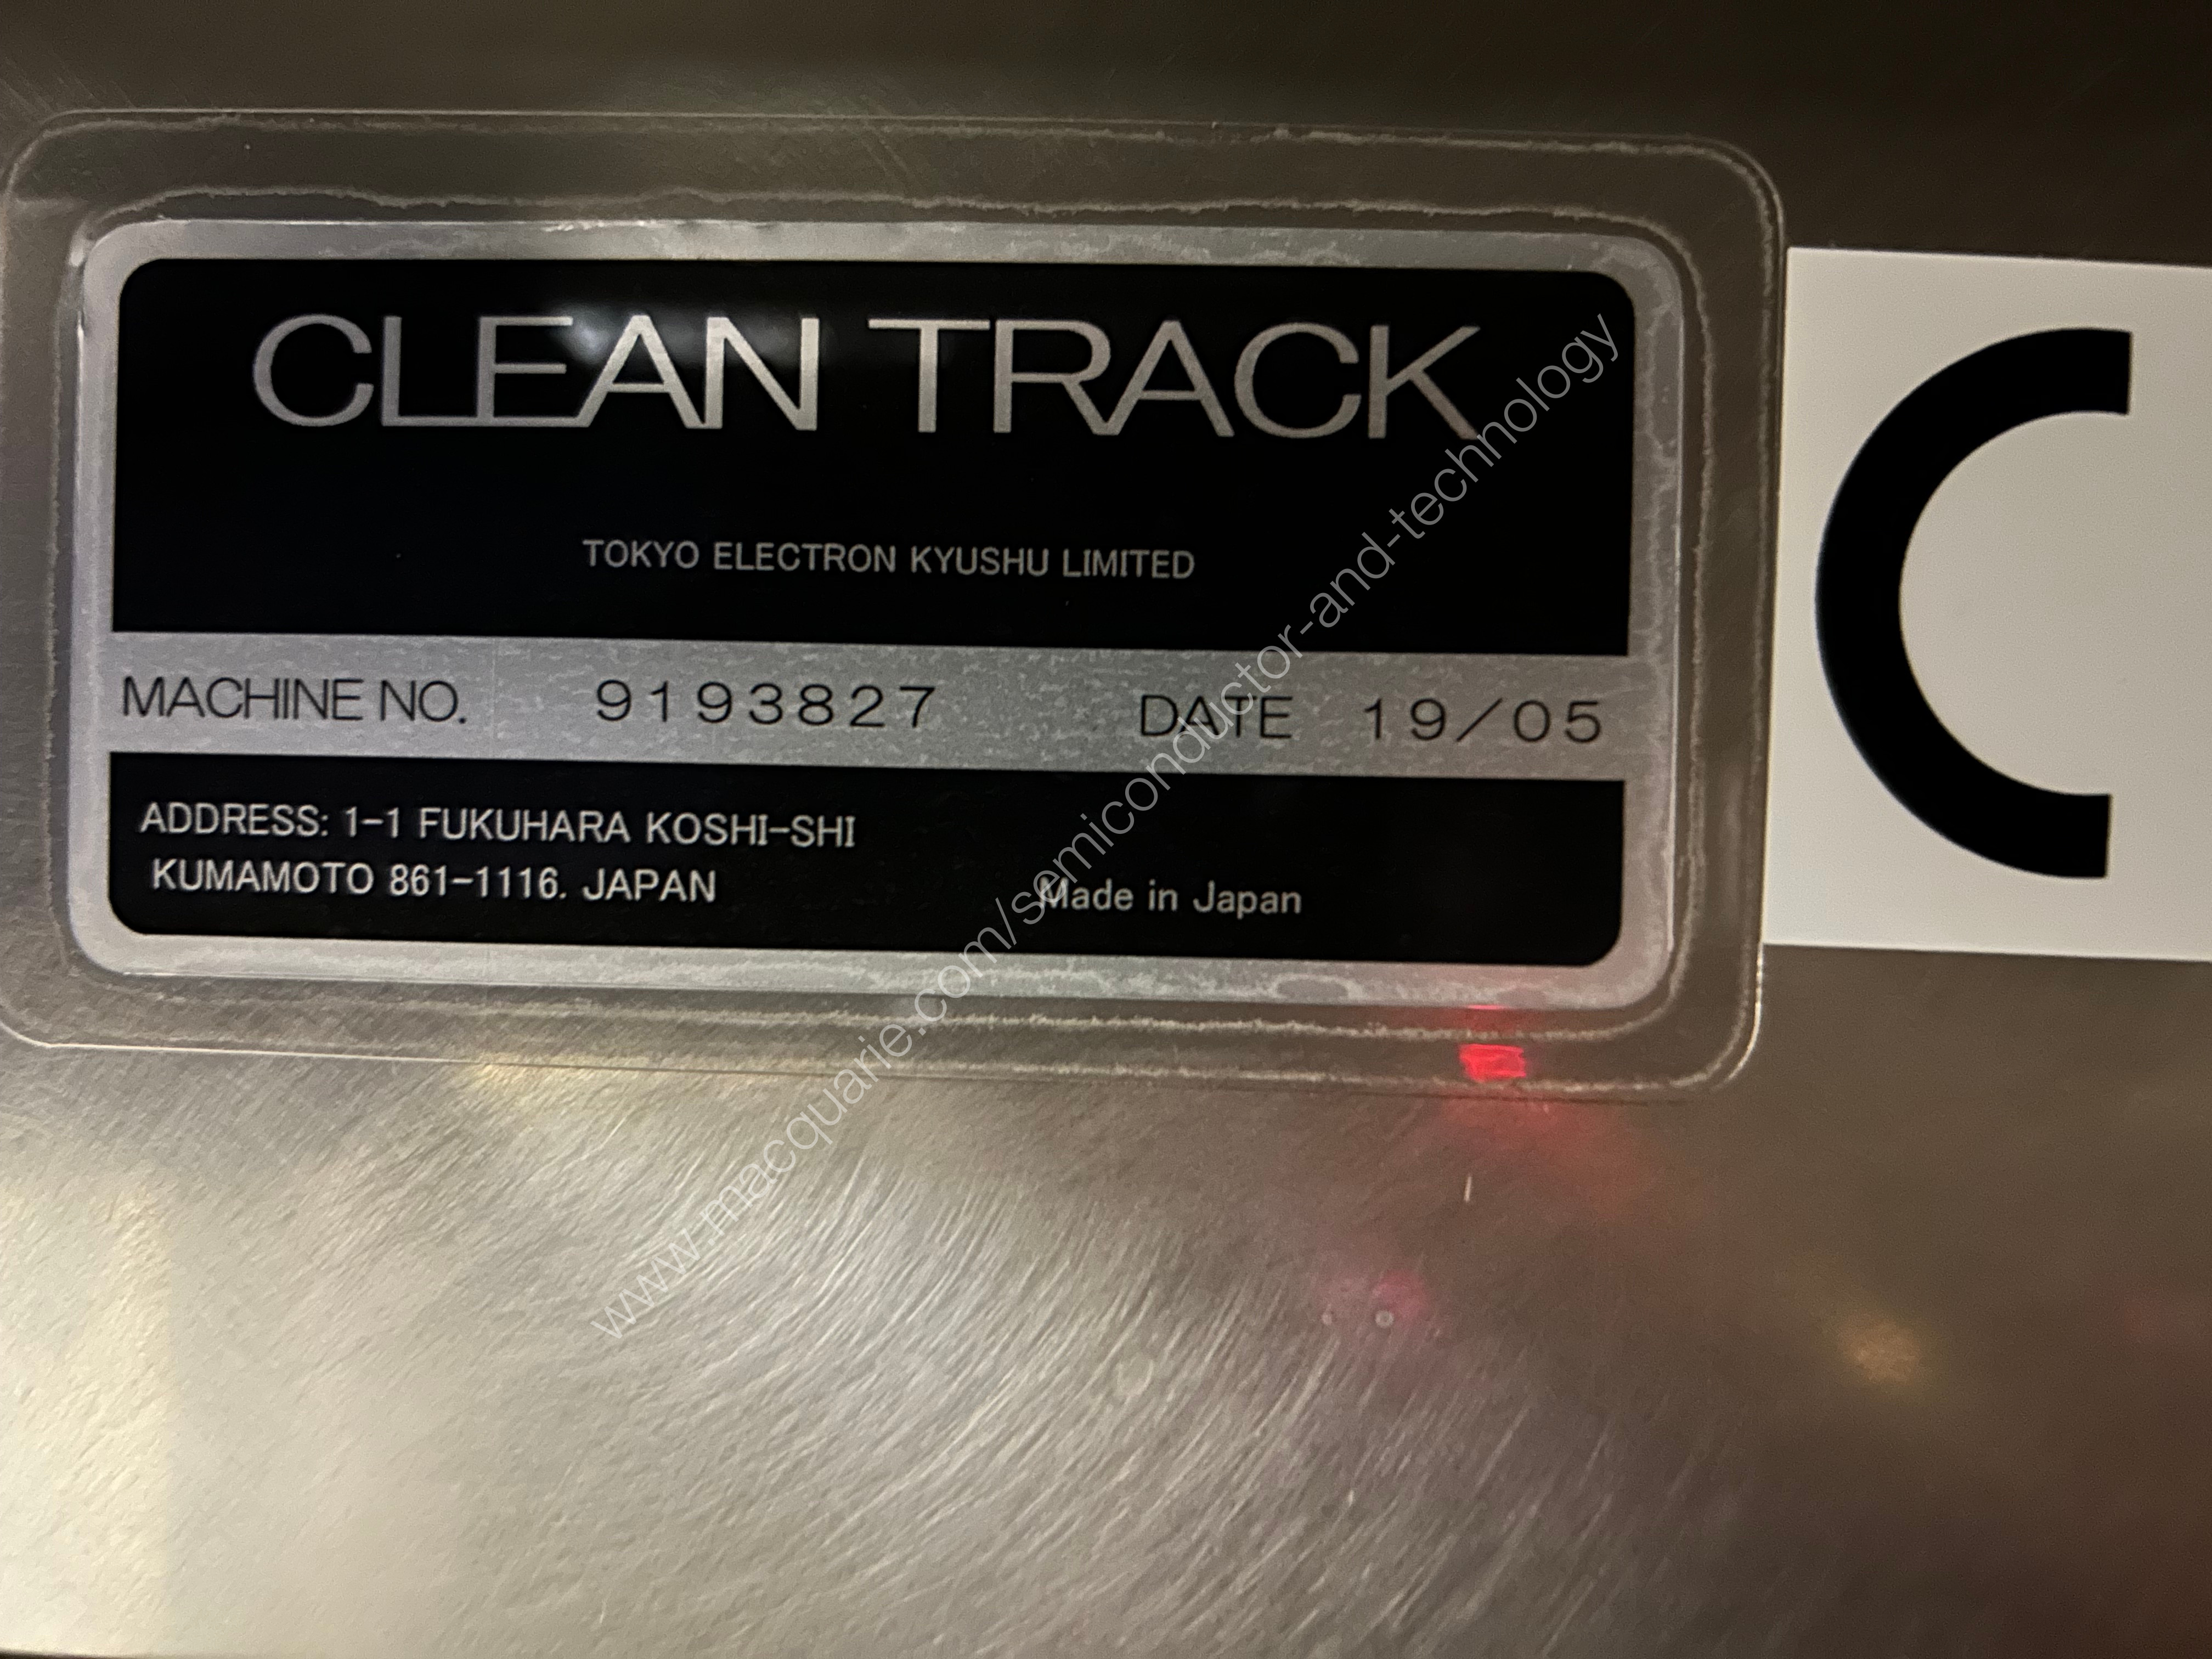 CLEAN TRACK
TOKYO ELECTRON KYUSHU LIMITED
MACHINE NO. 9193827 DATE 19/05
ADDRESS: 1-1 FUKUHARA KOSHI-SHI
KUMAMOTO 861-1116. JAPAN
Made in Japan
C
www.macquarie.com/semiconductor-and-technology